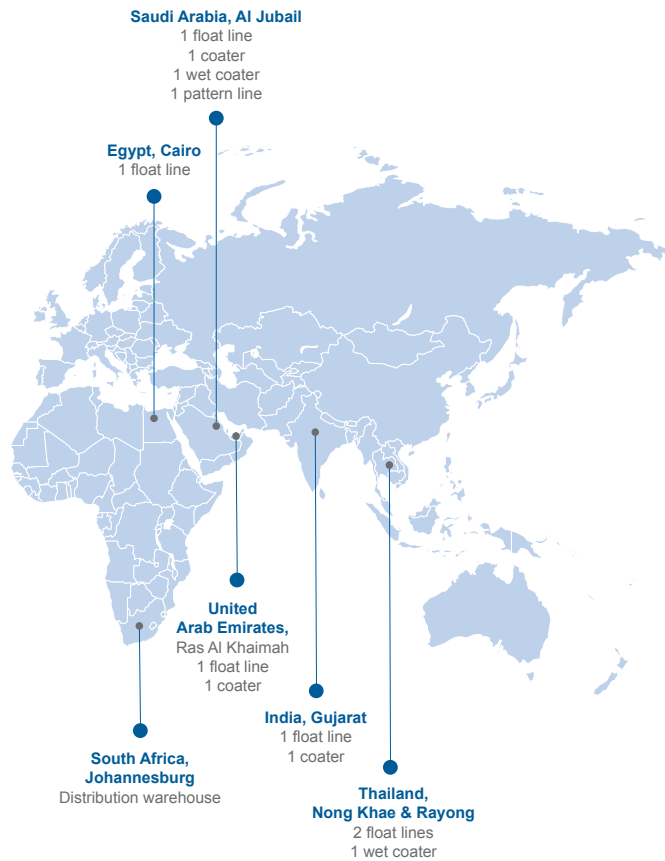 Saudi Arabia, Al Jubail
1 float line
1 coater
1 wet coater
1 pattern line
Egypt, Cairo
1 float line
United
Arab Emirates,
Ras Al Khaimah
1 float line
1 coater
India, Gujarat
1 float line
1 coater
South Africa,
Johannesburg
Distribution warehouse
Thailand,
Nong Khae & Rayong
2 float lines
1 wet coater